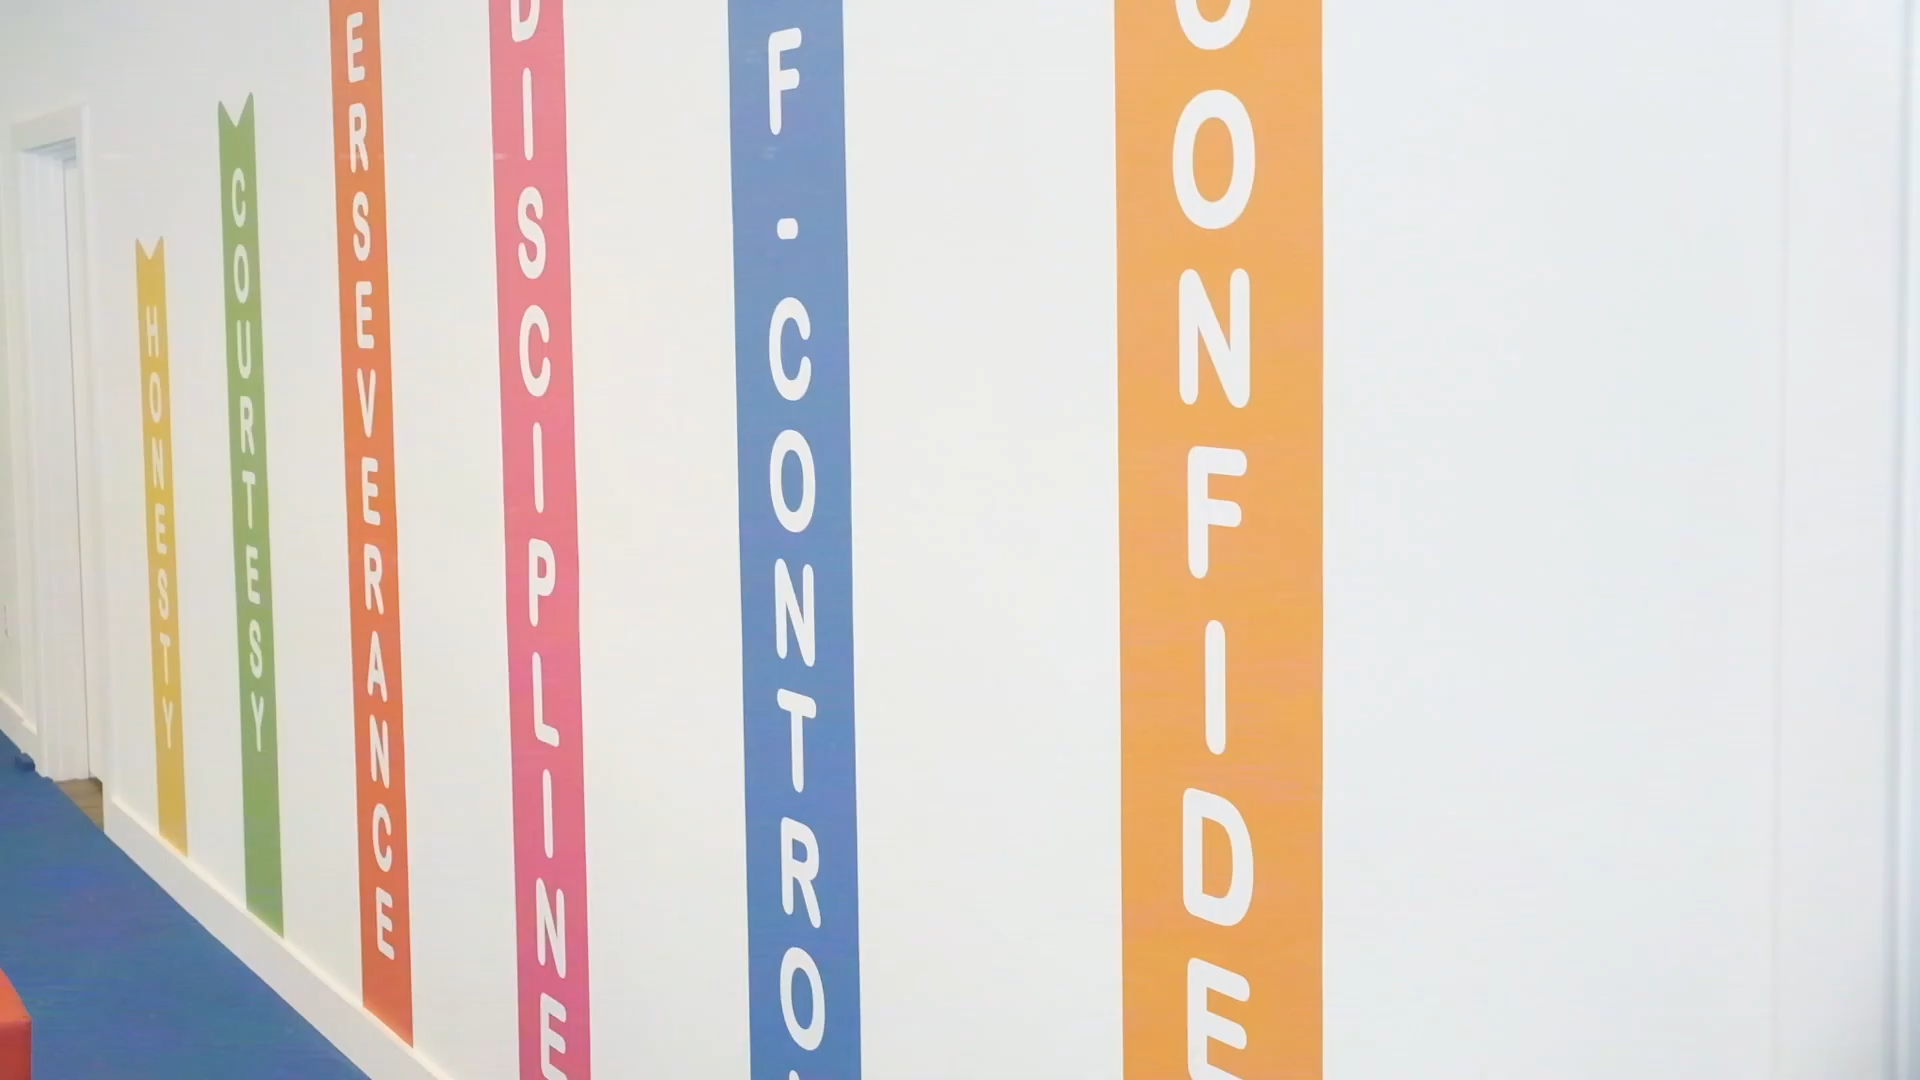 HONESTY
COURTESY
ERSEVERANCE
DISCIPLINE
F-CONTRO
ONFIDE